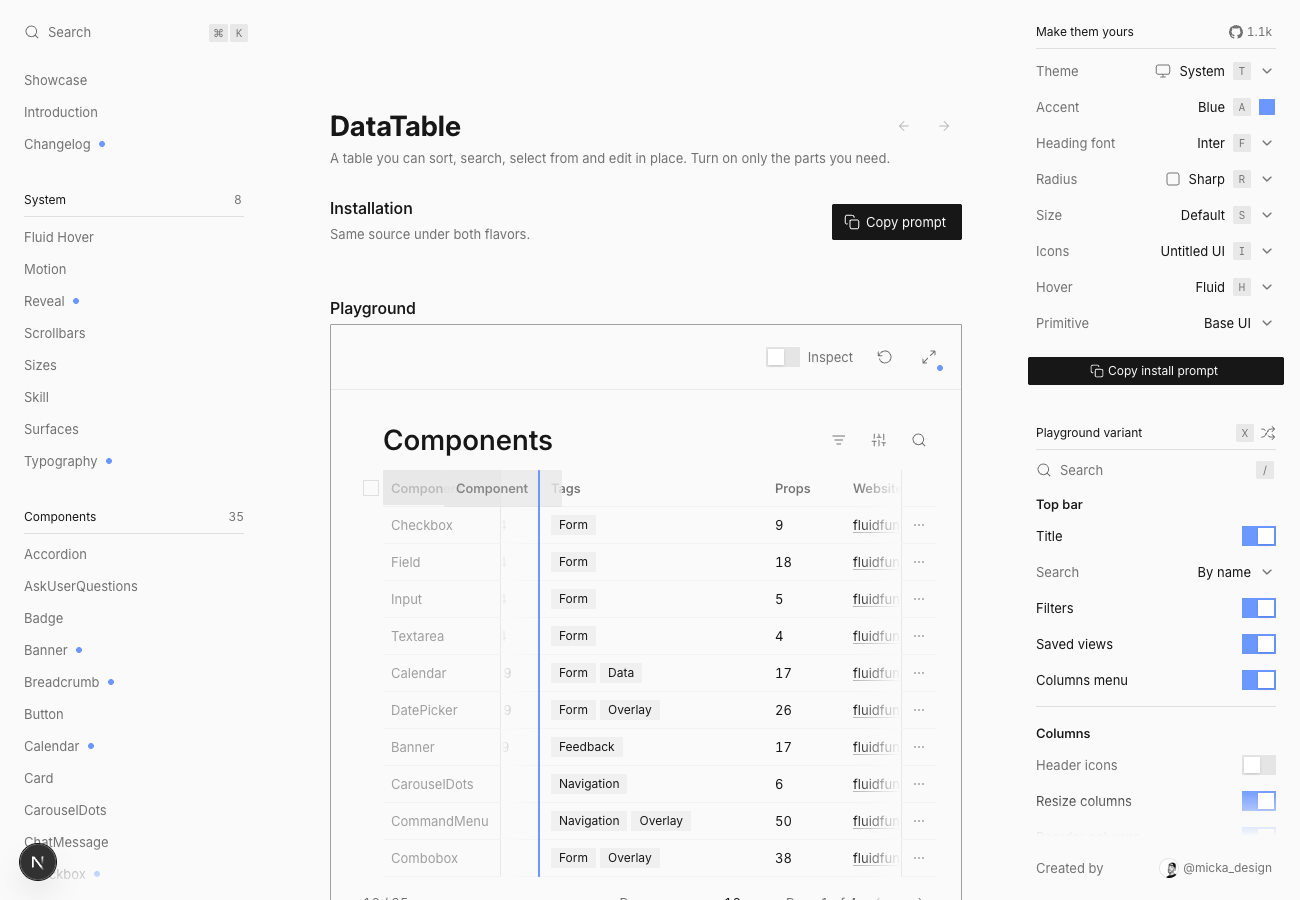 Search ⌘ K
Showcase
Introduction
Changelog
System 8
Fluid Hover
Motion
Reveal
Scrollbars
Sizes
Skill
Surfaces
Typography
Components 35
Accordion
AskUserQuestions
Badge
Banner
Breadcrumb
Button
Calendar
Card
CarouselDots
ChatMessage
N
DataTable
A table you can sort, search, select from and edit in place. Turn on only the parts you need.
Installation
Same source under both flavors.
Copy prompt
Playground
Inspect
Components
Component Tags Props
Checkbox Form 9 ...
Field Form 18 ...
Input Form 5 ...
Textarea Form 4 ...
Calendar Form Data 17 ...
DatePicker Form Overlay 26 ...
Banner Feedback 17 ...
CarouselDots Navigation 6 ...
CommandMenu Navigation Overlay 50 ...
Combobox Form Overlay 38 ...
Make them yours 1.1k
Theme System T
Accent Blue A
Heading font Inter F
Radius Sharp R
Size Default S
Icons Untitled UI I
Hover Fluid H
Primitive Base UI
Copy install prompt
Playground variant X
Search /
Top bar
Title
Search By name
Filters
Saved views
Columns menu
Columns
Header icons
Resize columns
Created by @micka_design